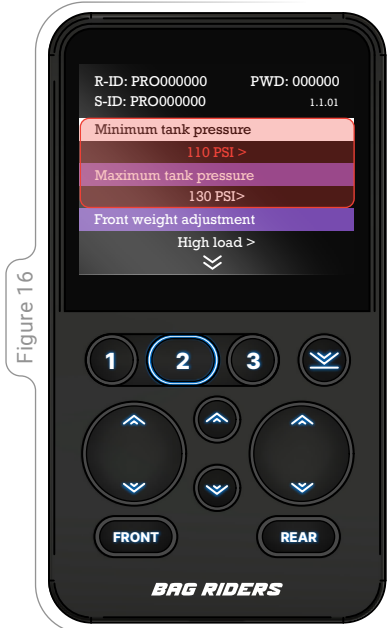 Figure 16
R-ID: PRO000000 PWD: 000000
S-ID: PRO000000 1.1.01
Minimum tank pressure
110 PSI >
Maximum tank pressure
130 PSI>
Front weight adjustment
High load >
1 2 3
FRONT REAR
BAG RIDERS